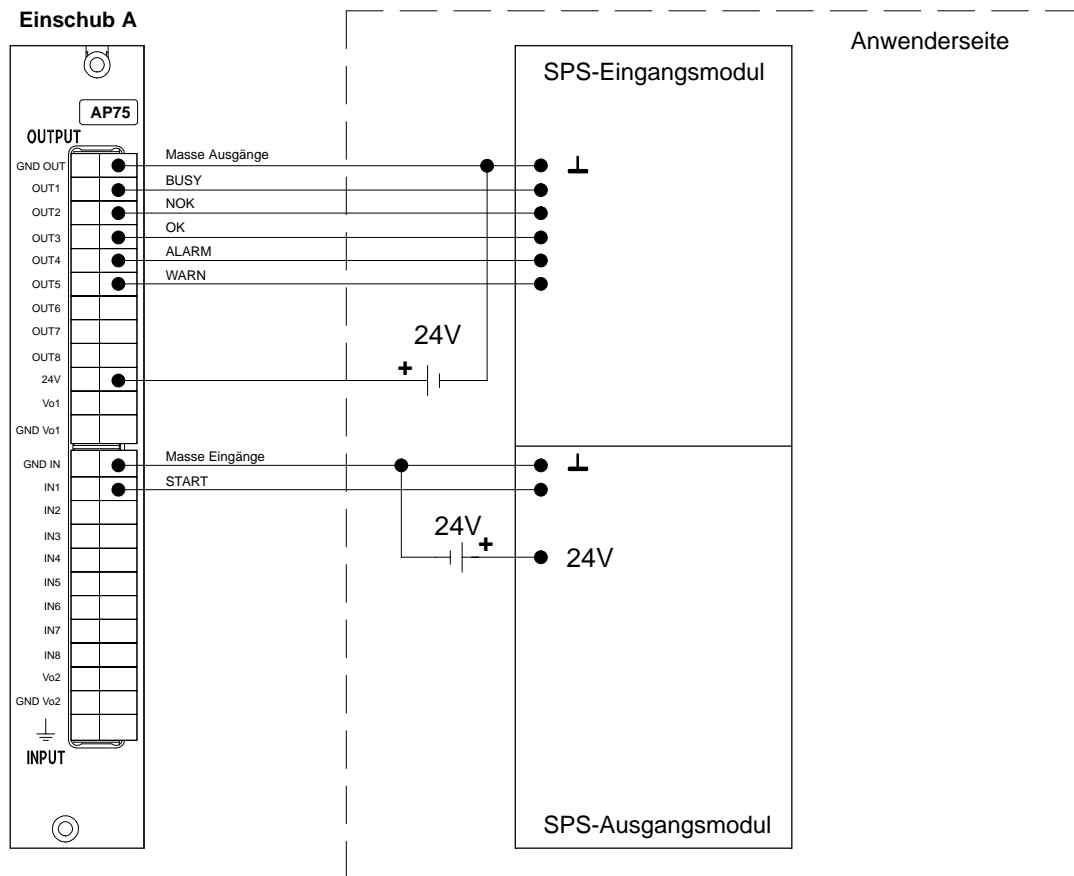 Einschub A
Anwenderseite
SPS-Eingangsmodul
AP75
OUTPUT
GND OUT
Masse Ausgänge
OUT1
BUSY
OUT2
NOK
OUT3
OK
OUT4
ALARM
OUT5
WARN
OUT6
OUT7
24V
OUT8
+
24V
Vo1
GND Vo1
GND IN
Masse Eingänge
IN1
START
IN2
24V
+
IN3
IN4
24V
IN5
IN6
IN7
IN8
Vo2
GND Vo2
INPUT
SPS-Ausgangsmodul